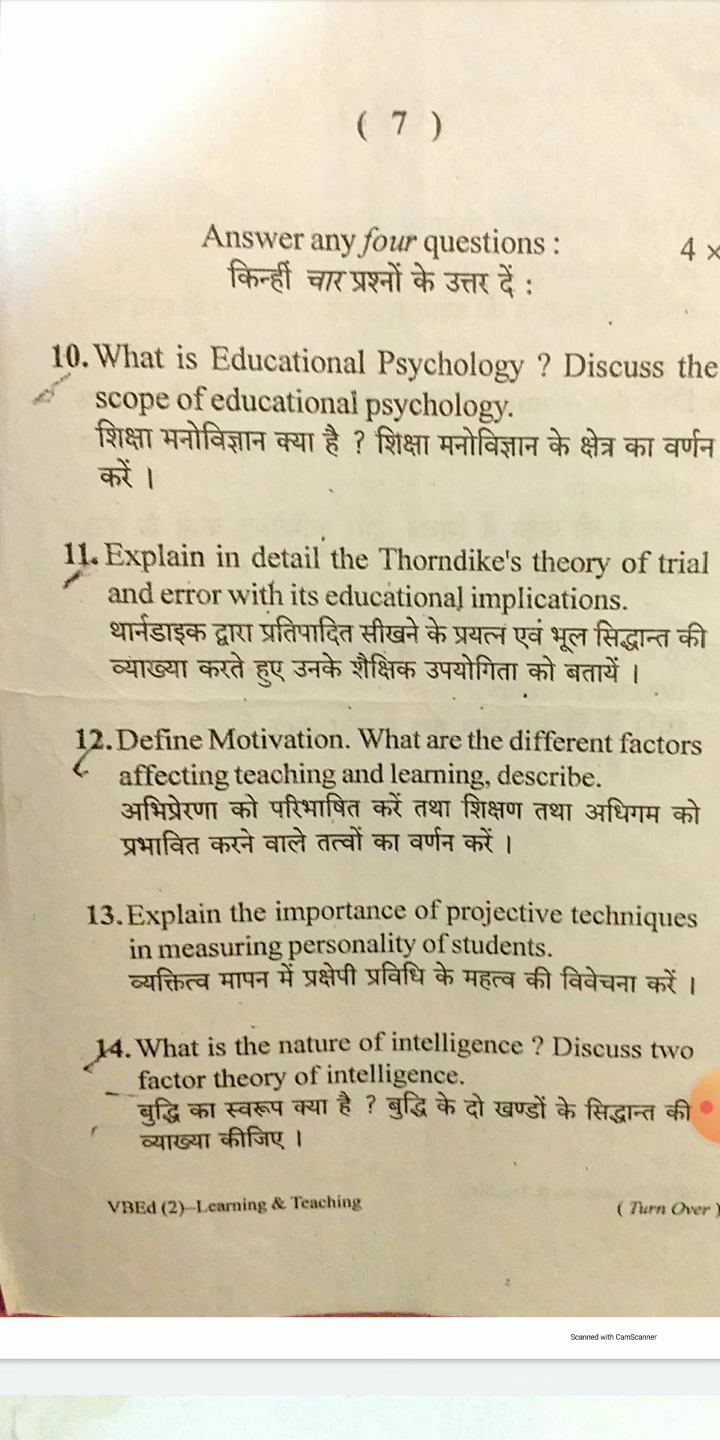 ( 7 )
Answer any four questions :
4 ×
किन्हीं चार प्रश्नों के उत्तर दें :
10. What is Educational Psychology ? Discuss the
scope of educational psychology.
शिक्षा मनोविज्ञान क्या है ? शिक्षा मनोविज्ञान के क्षेत्र का वर्णन
करें ।
11. Explain in detail the Thorndike's theory of trial
and error with its educational implications.
थार्नडाइक द्वारा प्रतिपादित सीखने के प्रयत्न एवं भूल सिद्धान्त की
व्याख्या करते हुए उनके शैक्षिक उपयोगिता को बतायें ।
12. Define Motivation. What are the different factors
affecting teaching and learning, describe.
अभिप्रेरणा को परिभाषित करें तथा शिक्षण तथा अधिगम को
प्रभावित करने वाले तत्वों का वर्णन करें ।
13. Explain the importance of projective techniques
in measuring personality of students.
व्यक्तित्व मापन में प्रक्षेपी प्रविधि के महत्व की विवेचना करें ।
14. What is the nature of intelligence ? Discuss two
factor theory of intelligence.
बुद्धि का स्वरूप क्या है ? बुद्धि के दो खण्डों के सिद्धान्त की
व्याख्या कीजिए ।
VBEd (2)–Learning & Teaching
( Turn Over )
Scanned with CamScanner